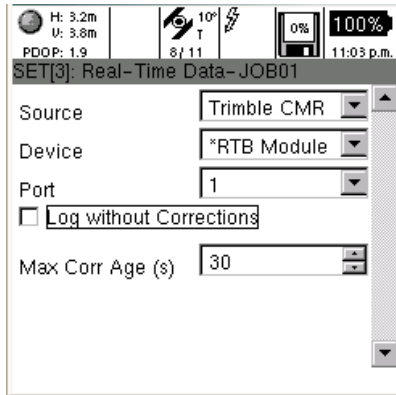 H: 3.2m
V: 3.8m
PDOP: 1.9
10°
T
8/11
0%
100%
11:03 p.m.
SET[3]: Real-Time Data-JOB01
Source Trimble CMR
Device *RTB Module
Port 1
Log without Corrections
Max Corr Age (s) 30